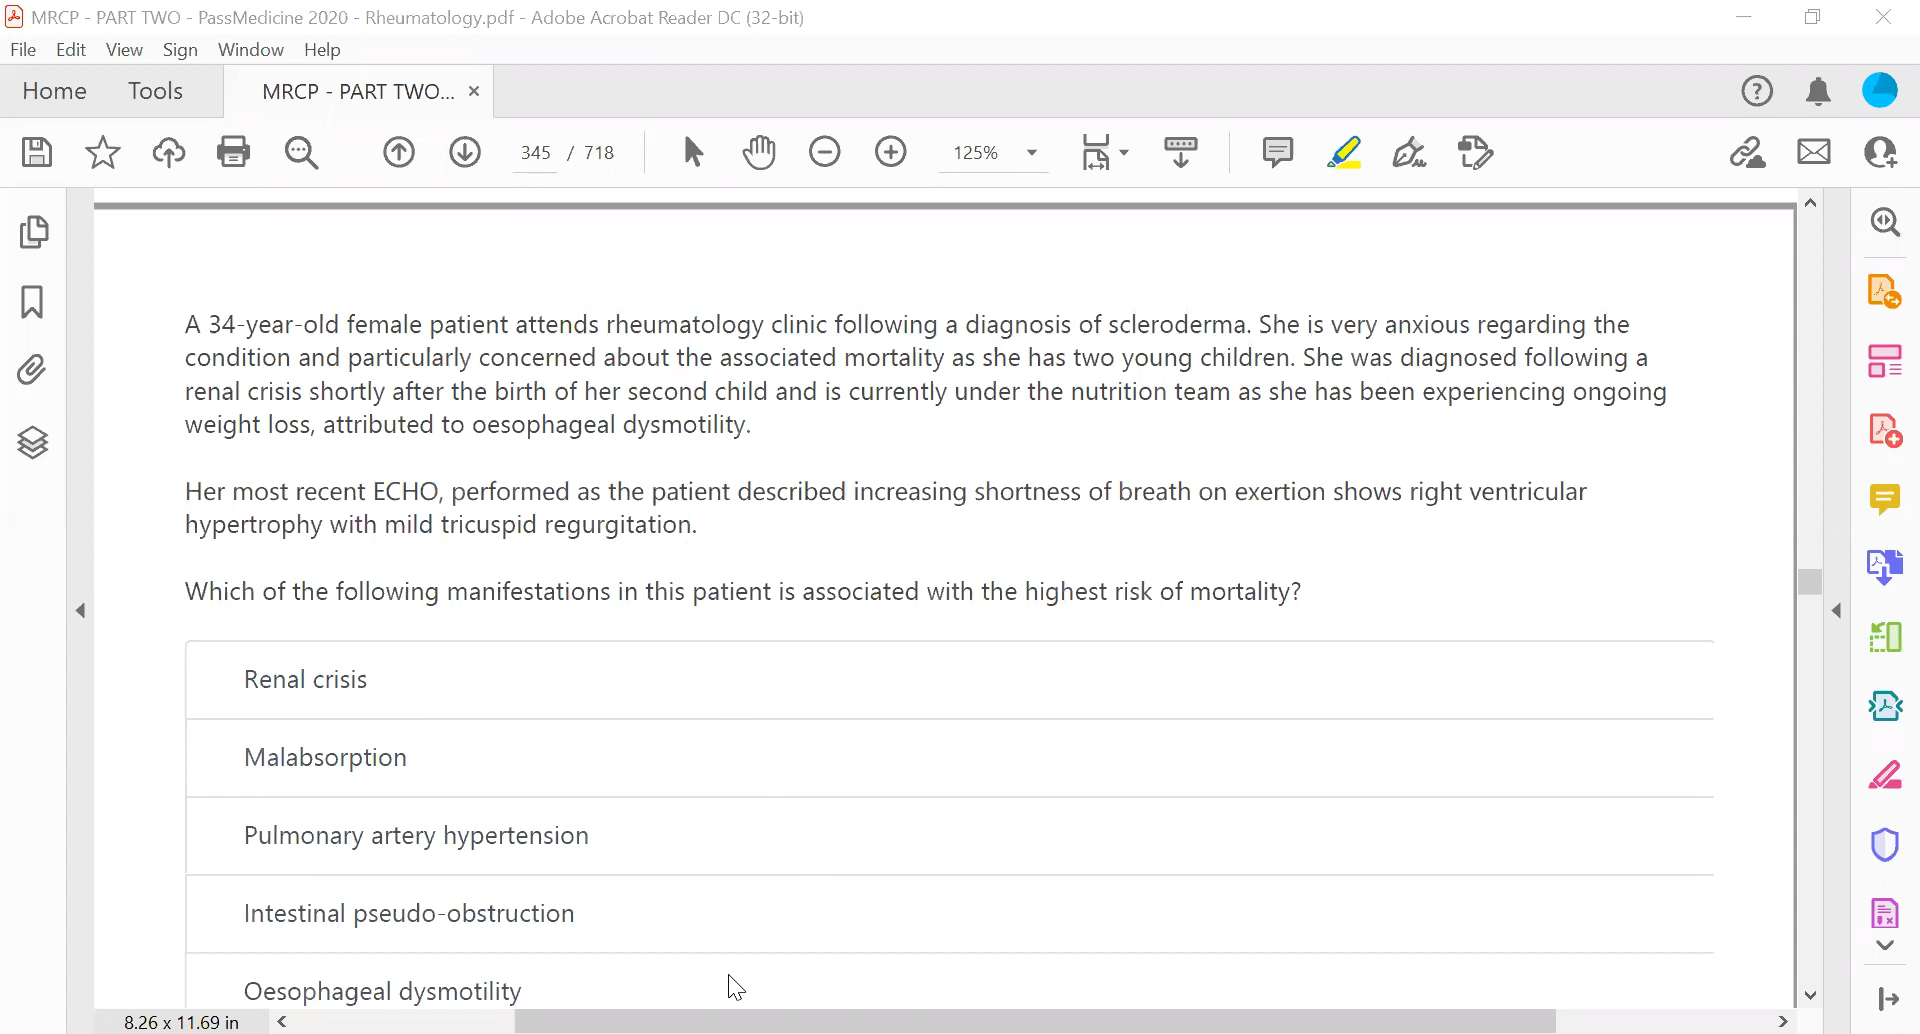 MRCP - PART TWO - PassMedicine 2020 - Rheumatology.pdf - Adobe Acrobat Reader DC (32-bit)
File Edit View Sign Window Help
Home Tools MRCP - PART TWO... ×
345 / 718 125%
A 34-year-old female patient attends rheumatology clinic following a diagnosis of scleroderma. She is very anxious regarding the
condition and particularly concerned about the associated mortality as she has two young children. She was diagnosed following a
renal crisis shortly after the birth of her second child and is currently under the nutrition team as she has been experiencing ongoing
weight loss, attributed to oesophageal dysmotility.
Her most recent ECHO, performed as the patient described increasing shortness of breath on exertion shows right ventricular
hypertrophy with mild tricuspid regurgitation.
Which of the following manifestations in this patient is associated with the highest risk of mortality?
Renal crisis
Malabsorption
Pulmonary artery hypertension
Intestinal pseudo-obstruction
Oesophageal dysmotility
8.26 x 11.69 in